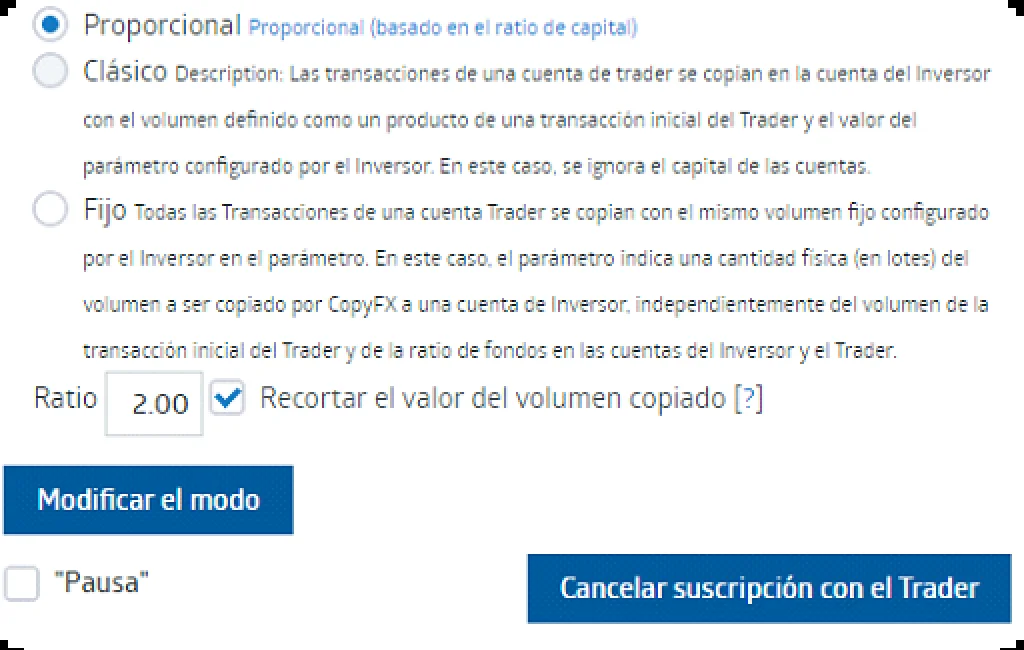 Proporcional Proporcional (basado en el ratio de capital)
Clásico Description: Las transacciones de una cuenta de trader se copian en la cuenta del Inversor
con el volumen definido como un producto de una transacción inicial del Trader y el valor del
parámetro configurado por el Inversor. En este caso, se ignora el capital de las cuentas.
Fijo Todas las Transacciones de una cuenta Trader se copian con el mismo volumen fijo configurado
por el Inversor en el parámetro. En este caso, el parámetro indica una cantidad física (en lotes) del
volumen a ser copiado por CopyFX a una cuenta de Inversor, independientemente del volumen de la
transacción inicial del Trader y de la ratio de fondos en las cuentas del Inversor y el Trader.
Ratio 2.00 Recortar el valor del volumen copiado [?]
Modificar el modo
"Pausa"
Cancelar suscripción con el Trader